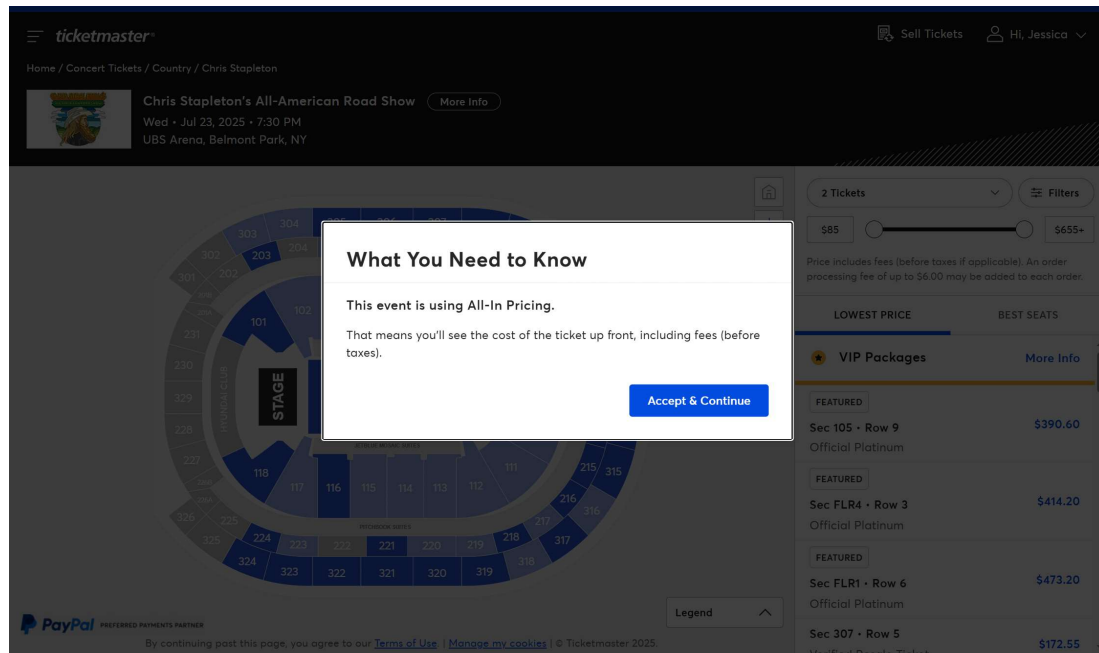 ticketmaster®
Sell Tickets
Hi, Jessica
Home / Concert Tickets / Country / Chris Stapleton
Chris Stapleton's All-American Road Show
More Info
Wed • Jul 23, 2025 • 7:30 PM
UBS Arena, Belmont Park, NY
2 Tickets
Filters
$85
$655+
Price includes fees (before taxes if applicable). An order
processing fee of up to $6.00 may be added to each order.
LOWEST PRICE
BEST SEATS
VIP Packages
More Info
FEATURED
Sec 105 • Row 9
$390.60
Official Platinum
FEATURED
Sec FLR4 • Row 3
$414.20
Official Platinum
FEATURED
Sec FLR1 • Row 6
$473.20
Official Platinum
Sec 307 • Row 5
$172.55
What You Need to Know
This event is using All-In Pricing.
That means you'll see the cost of the ticket up front, including fees (before
taxes).
Accept & Continue
304
303
204
302
203
301
202
102
101
231
230
329
HYUNDAI CLUB
STAGE
228
227
118
117
116
115
114
113
112
111
215
315
216
316
326
225
325
224
223
222
221
220
219
218
217
317
324
323
322
321
320
319
318
Legend
PayPal PREFERRED PAYMENTS PARTNER
By continuing past this page, you agree to our Terms of Use. | Manage my cookies | © Ticketmaster 2025.